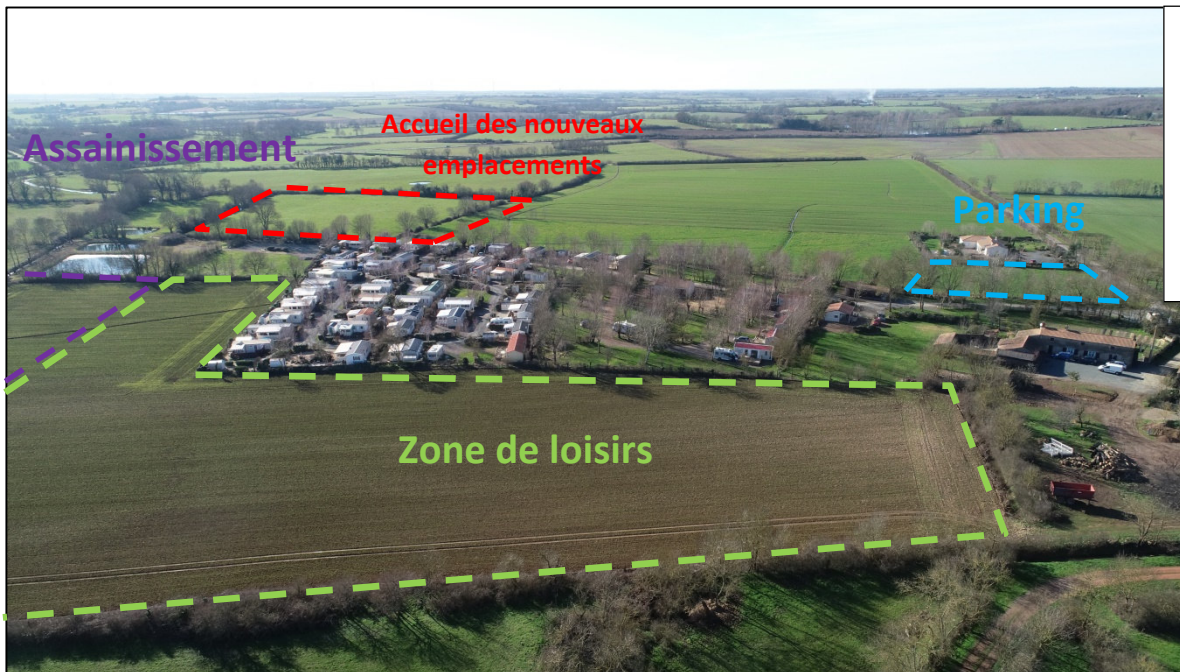 Accueil des nouveaux
emplacements
Assainissement
Parking
Zone de loisirs